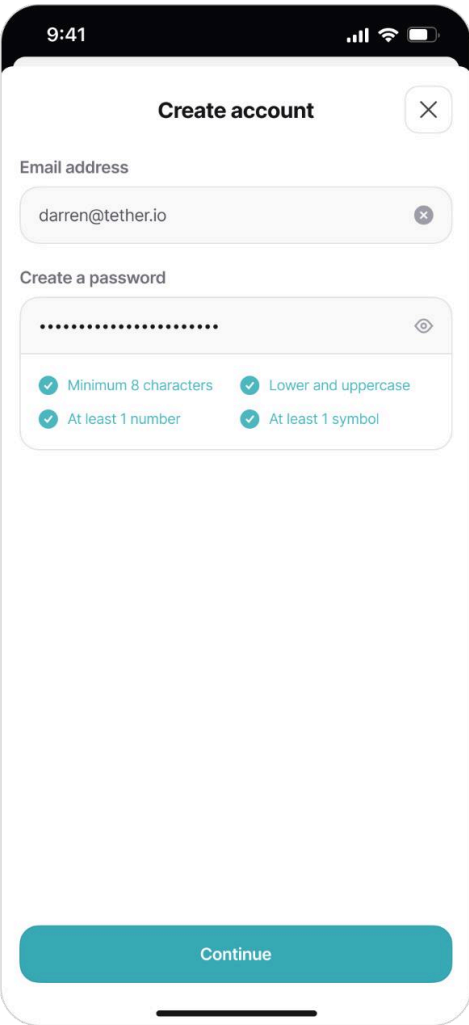 9:41
Create account
Email address
darren@tether.io
Create a password
•••••••••••••••••••••••
Minimum 8 characters
Lower and uppercase
At least 1 number
At least 1 symbol
Continue